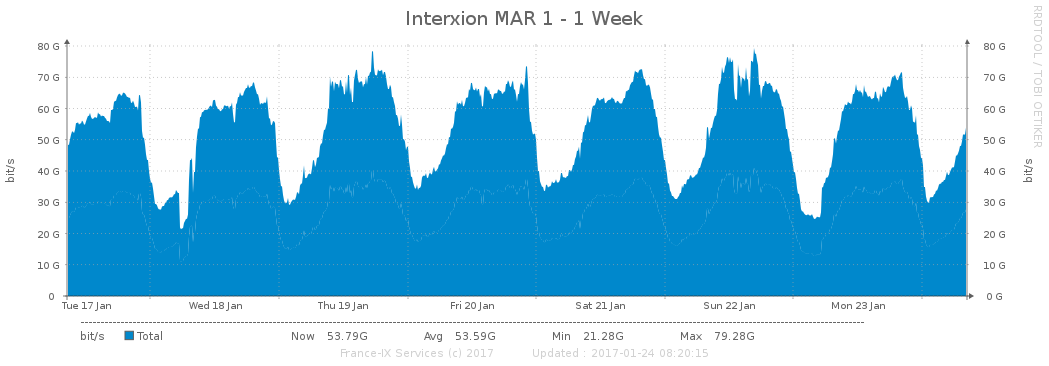 Interxion MAR 1 - 1 Week
RRDTOOL / TOBI OETIKER
80 G 80 G
70 G 70 G
60 G 60 G
50 G 50 G
40 G 40 G
30 G 30 G
20 G 20 G
10 G 10 G
0 0 G
bit/s bit/s
Tue 17 Jan Wed 18 Jan Thu 19 Jan Fri 20 Jan Sat 21 Jan Sun 22 Jan Mon 23 Jan
bit/s Total Now 53.79G Avg 53.59G Min 21.28G Max 79.28G
France-IX Services (c) 2017 Updated : 2017-01-24 08:20:15